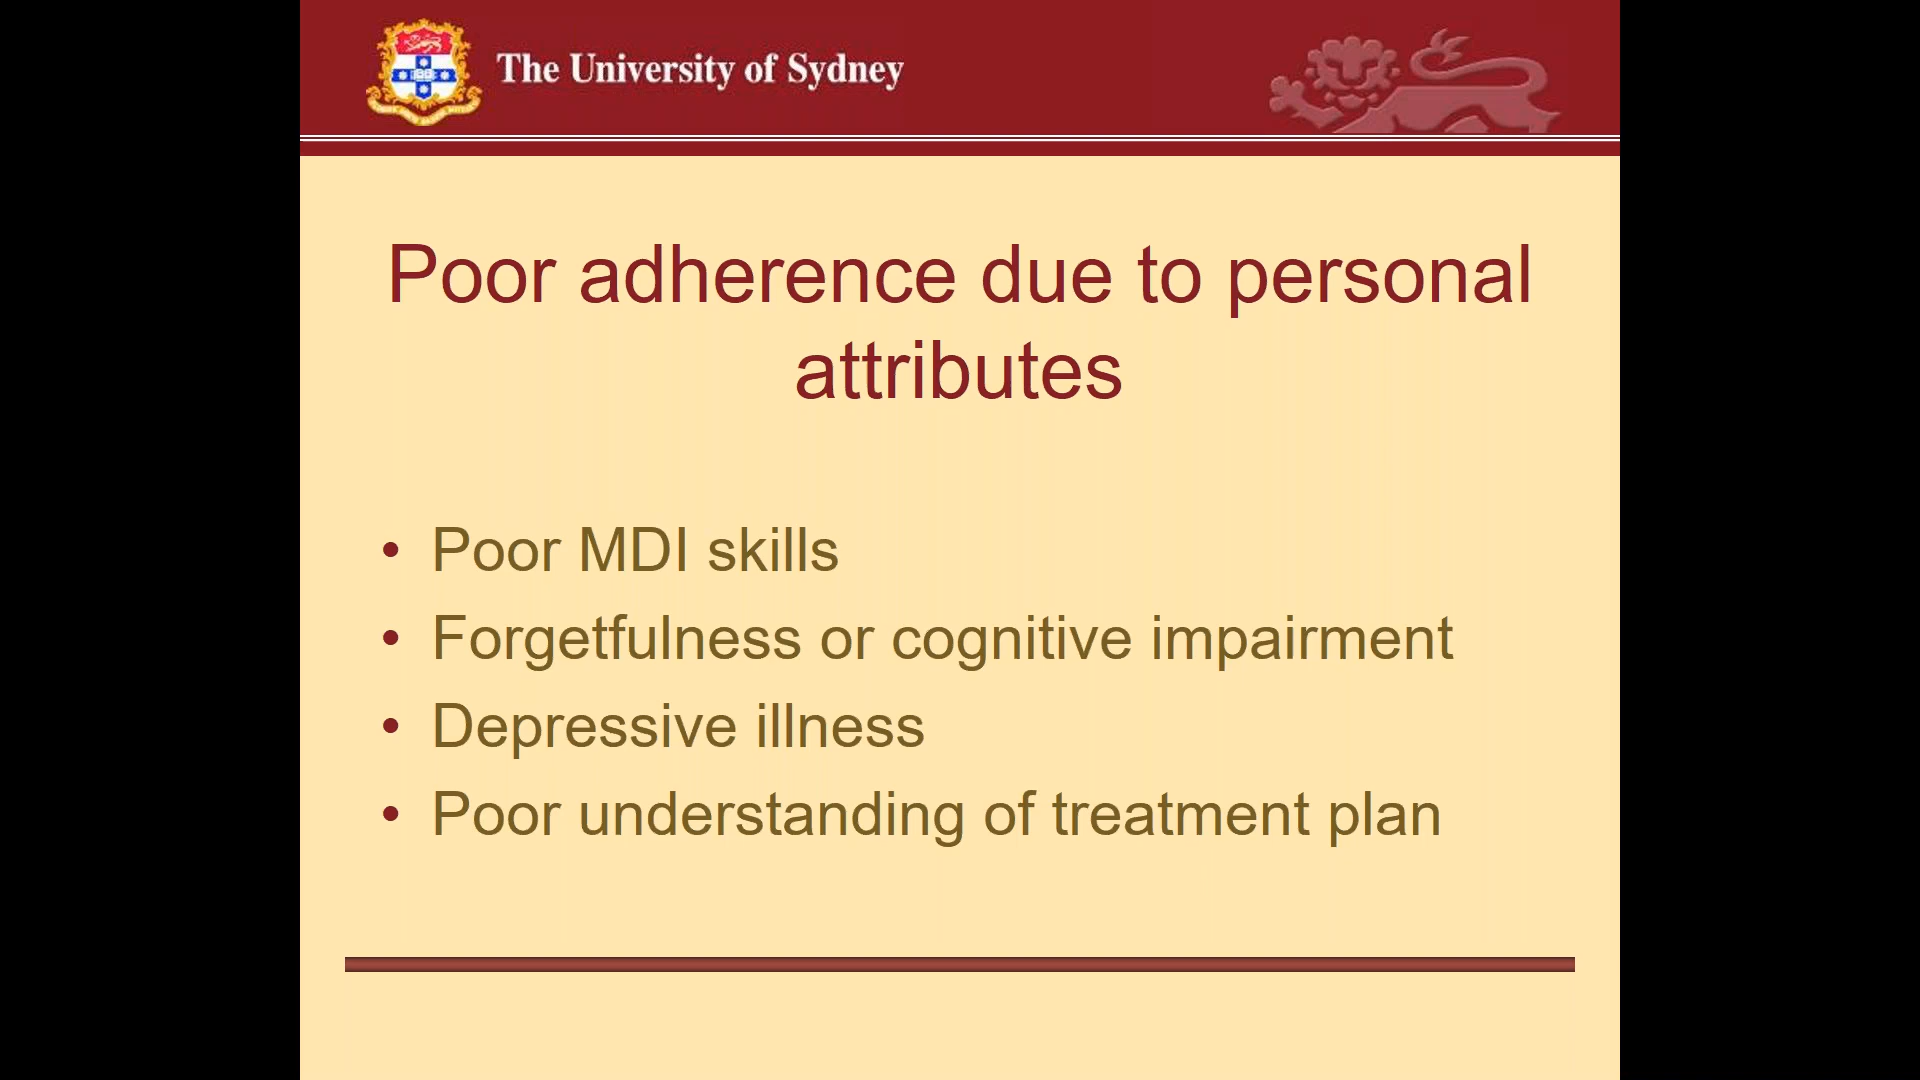 The University of Sydney
Poor adherence due to personal
attributes
• Poor MDI skills
• Forgetfulness or cognitive impairment
• Depressive illness
• Poor understanding of treatment plan